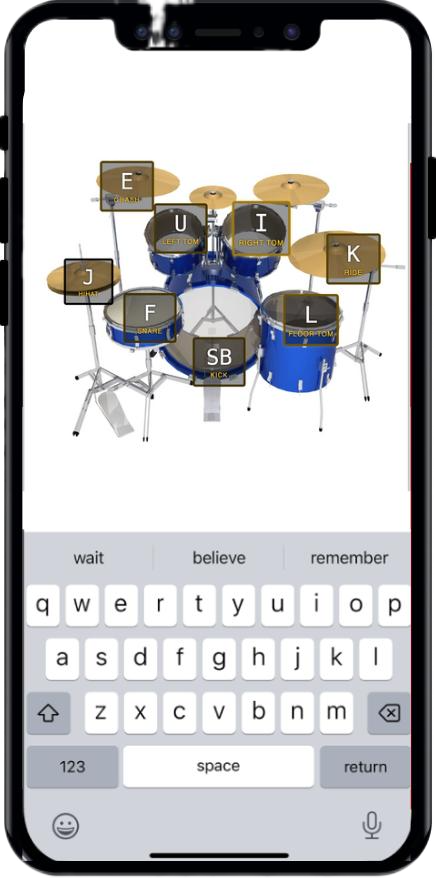 E
CRASH
U
LEFT TOM
I
RIGHT TOM
K
RIDE
J
HIHAT
F
SNARE
L
FLOOR TOM
SB
KICK
wait believe remember
q w e r t y u i o p
a s d f g h j k l
z x c v b n m
123 space return